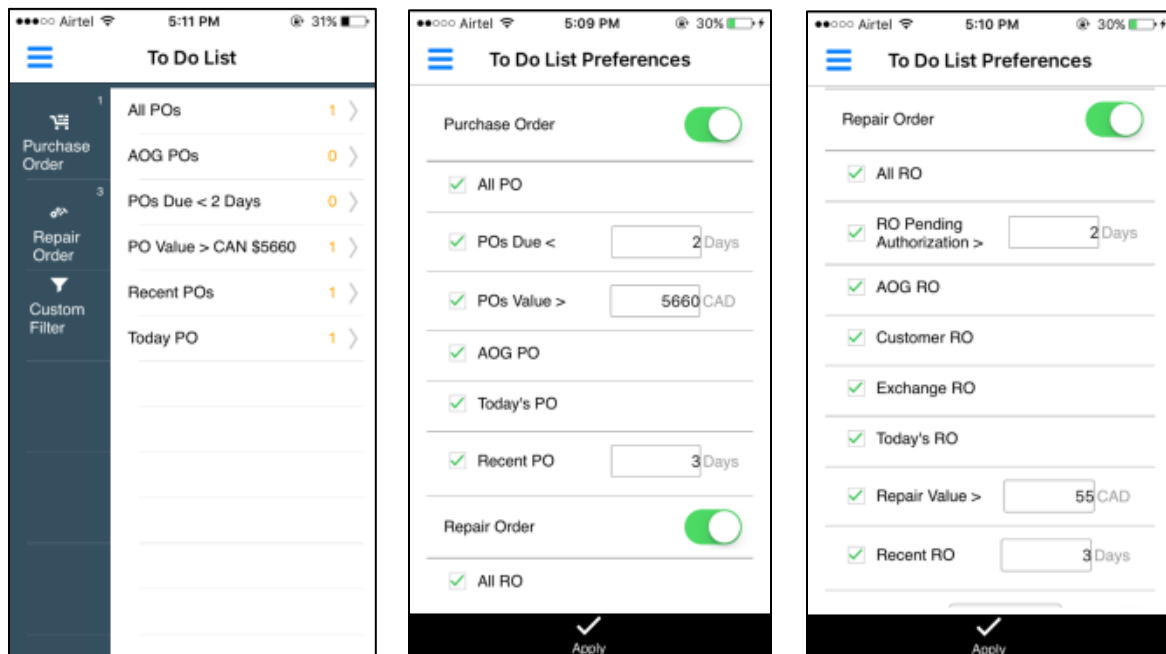 Airtel 5:11 PM 31%
To Do List
1
Purchase
Order
3
Repair
Order
Custom
Filter
All POs 1
AOG POs 0
POs Due < 2 Days 0
PO Value > CAN $5660 1
Recent POs 1
Today PO 1
Airtel 5:09 PM 30%
To Do List Preferences
Purchase Order
All PO
POs Due < 2 Days
POs Value > 5660 CAD
AOG PO
Today's PO
Recent PO 3 Days
Repair Order
All RO
Apply
Airtel 5:10 PM 30%
To Do List Preferences
Repair Order
All RO
RO Pending
Authorization > 2 Days
AOG RO
Customer RO
Exchange RO
Today's RO
Repair Value > 55 CAD
Recent RO 3 Days
Apply